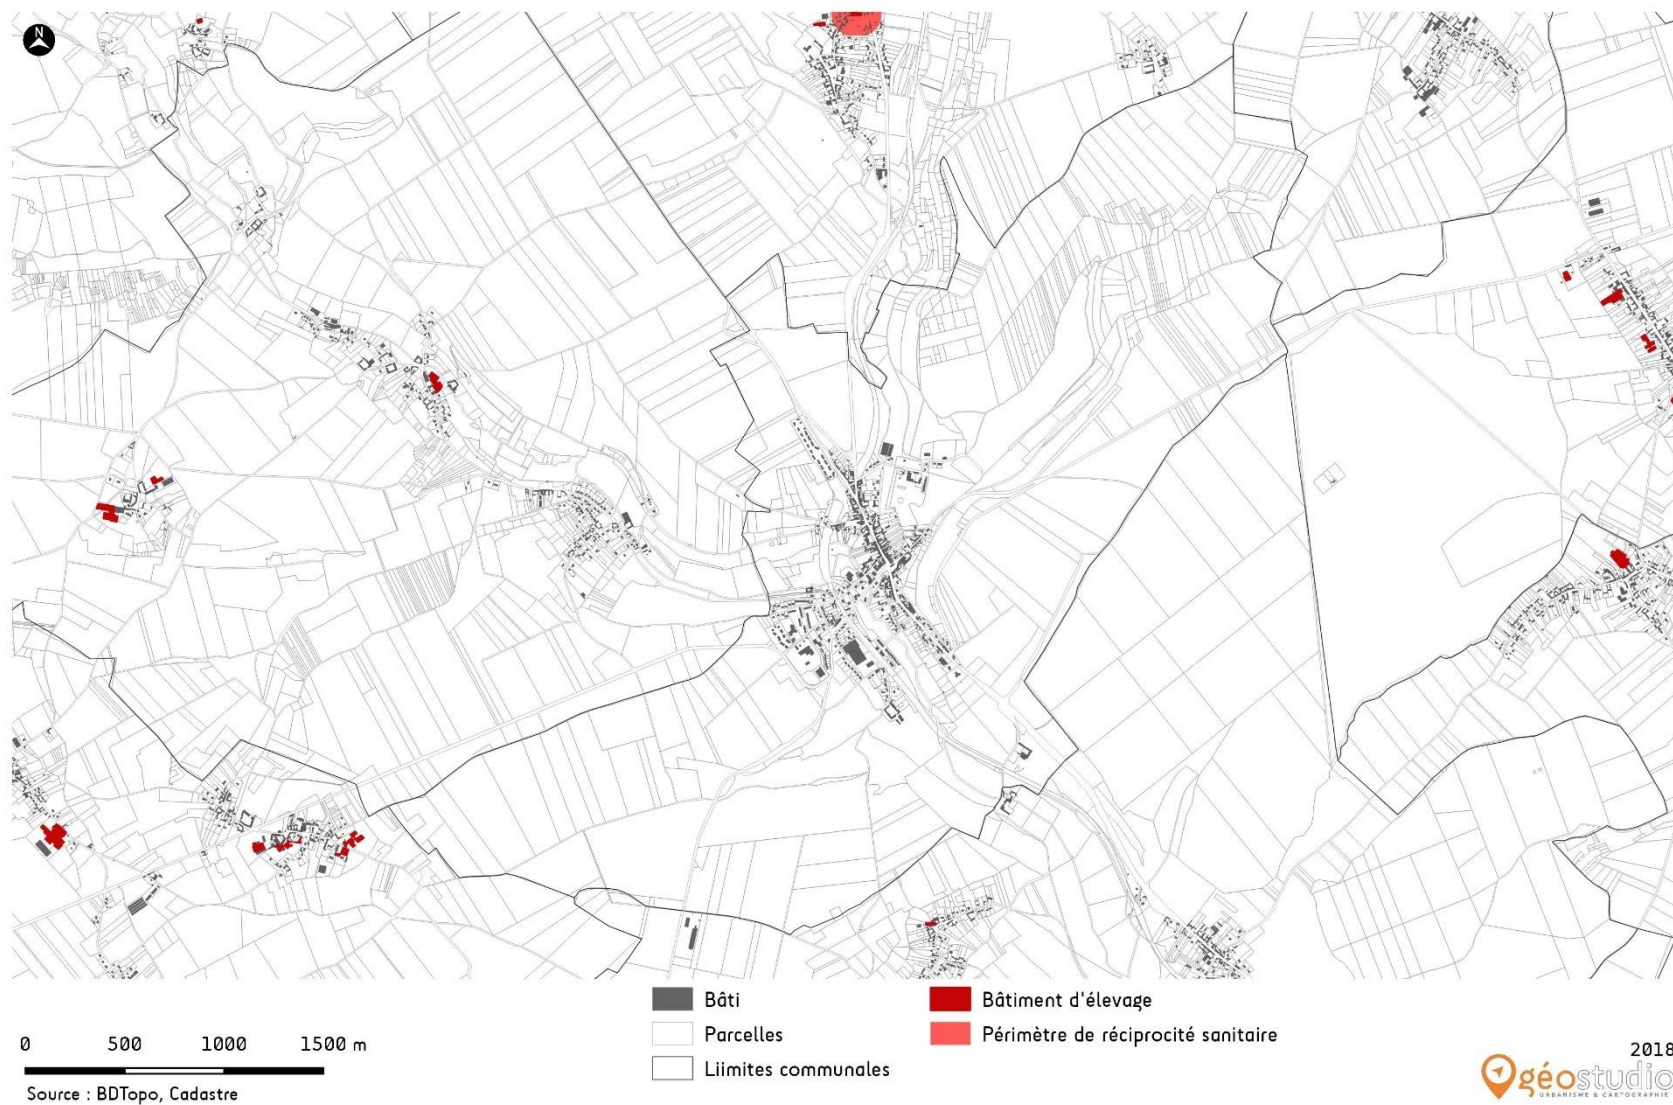 N
Bâti
Parcelles
Liimites communales
Bâtiment d'élevage
Périmètre de réciprocité sanitaire
0 500 1000 1500 m
Source : BDTopo, Cadastre
2018
géostudio
URBANISME & CARTOGRAPHIE